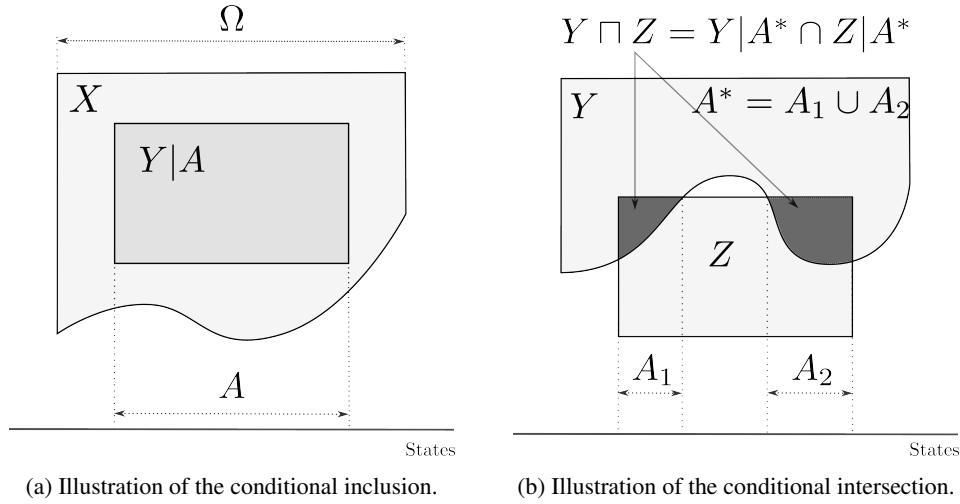 Ω
X
Y|A
A
States
(a) Illustration of the conditional inclusion.
Y ⊓ Z = Y|A* ∩ Z|A*
Y
A* = A₁ ∪ A₂
Z
A₁
A₂
States
(b) Illustration of the conditional intersection.